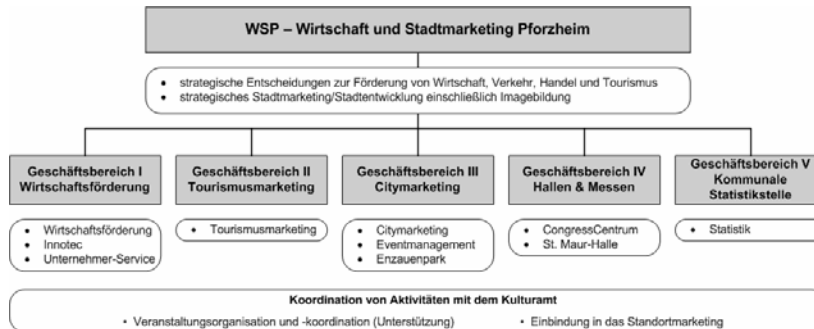 WSP – Wirtschaft und Stadtmarketing Pforzheim
• strategische Entscheidungen zur Förderung von Wirtschaft, Verkehr, Handel und Tourismus
• strategisches Stadtmarketing/Stadtentwicklung einschließlich Imagebildung
Geschäftsbereich I
Wirtschaftsförderung
• Wirtschaftsförderung
• Innotec
• Unternehmer-Service
Geschäftsbereich II
Tourismusmarketing
• Tourismusmarketing
Geschäftsbereich III
Citymarketing
• Citymarketing
• Eventmanagement
• Enzauenpark
Geschäftsbereich IV
Hallen & Messen
• CongressCentrum
• St. Maur-Halle
Geschäftsbereich V
Kommunale
Statistikstelle
• Statistik
Koordination von Aktivitäten mit dem Kulturamt
• Veranstaltungsorganisation und -koordination (Unterstützung)
• Einbindung in das Standortmarketing